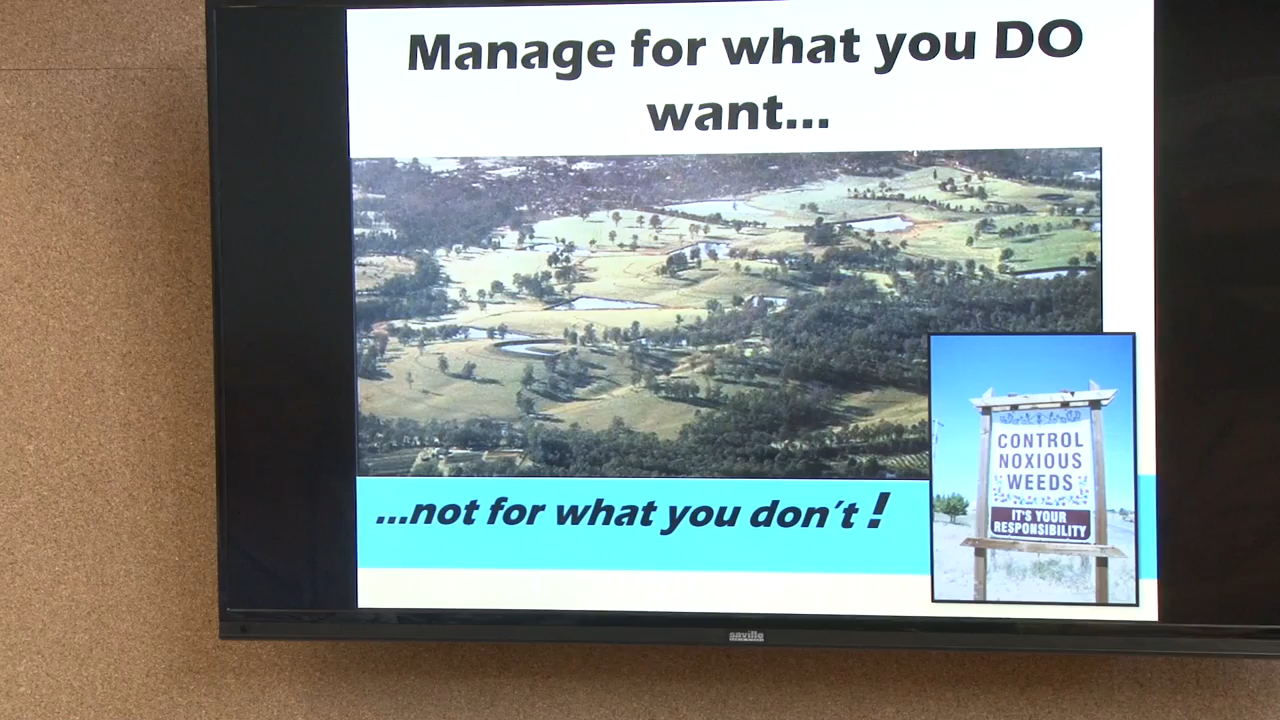 Manage for what you DO
want...
CONTROL
NOXIOUS
WEEDS
IT'S YOUR
RESPONSIBILITY
...not for what you don't !
saville